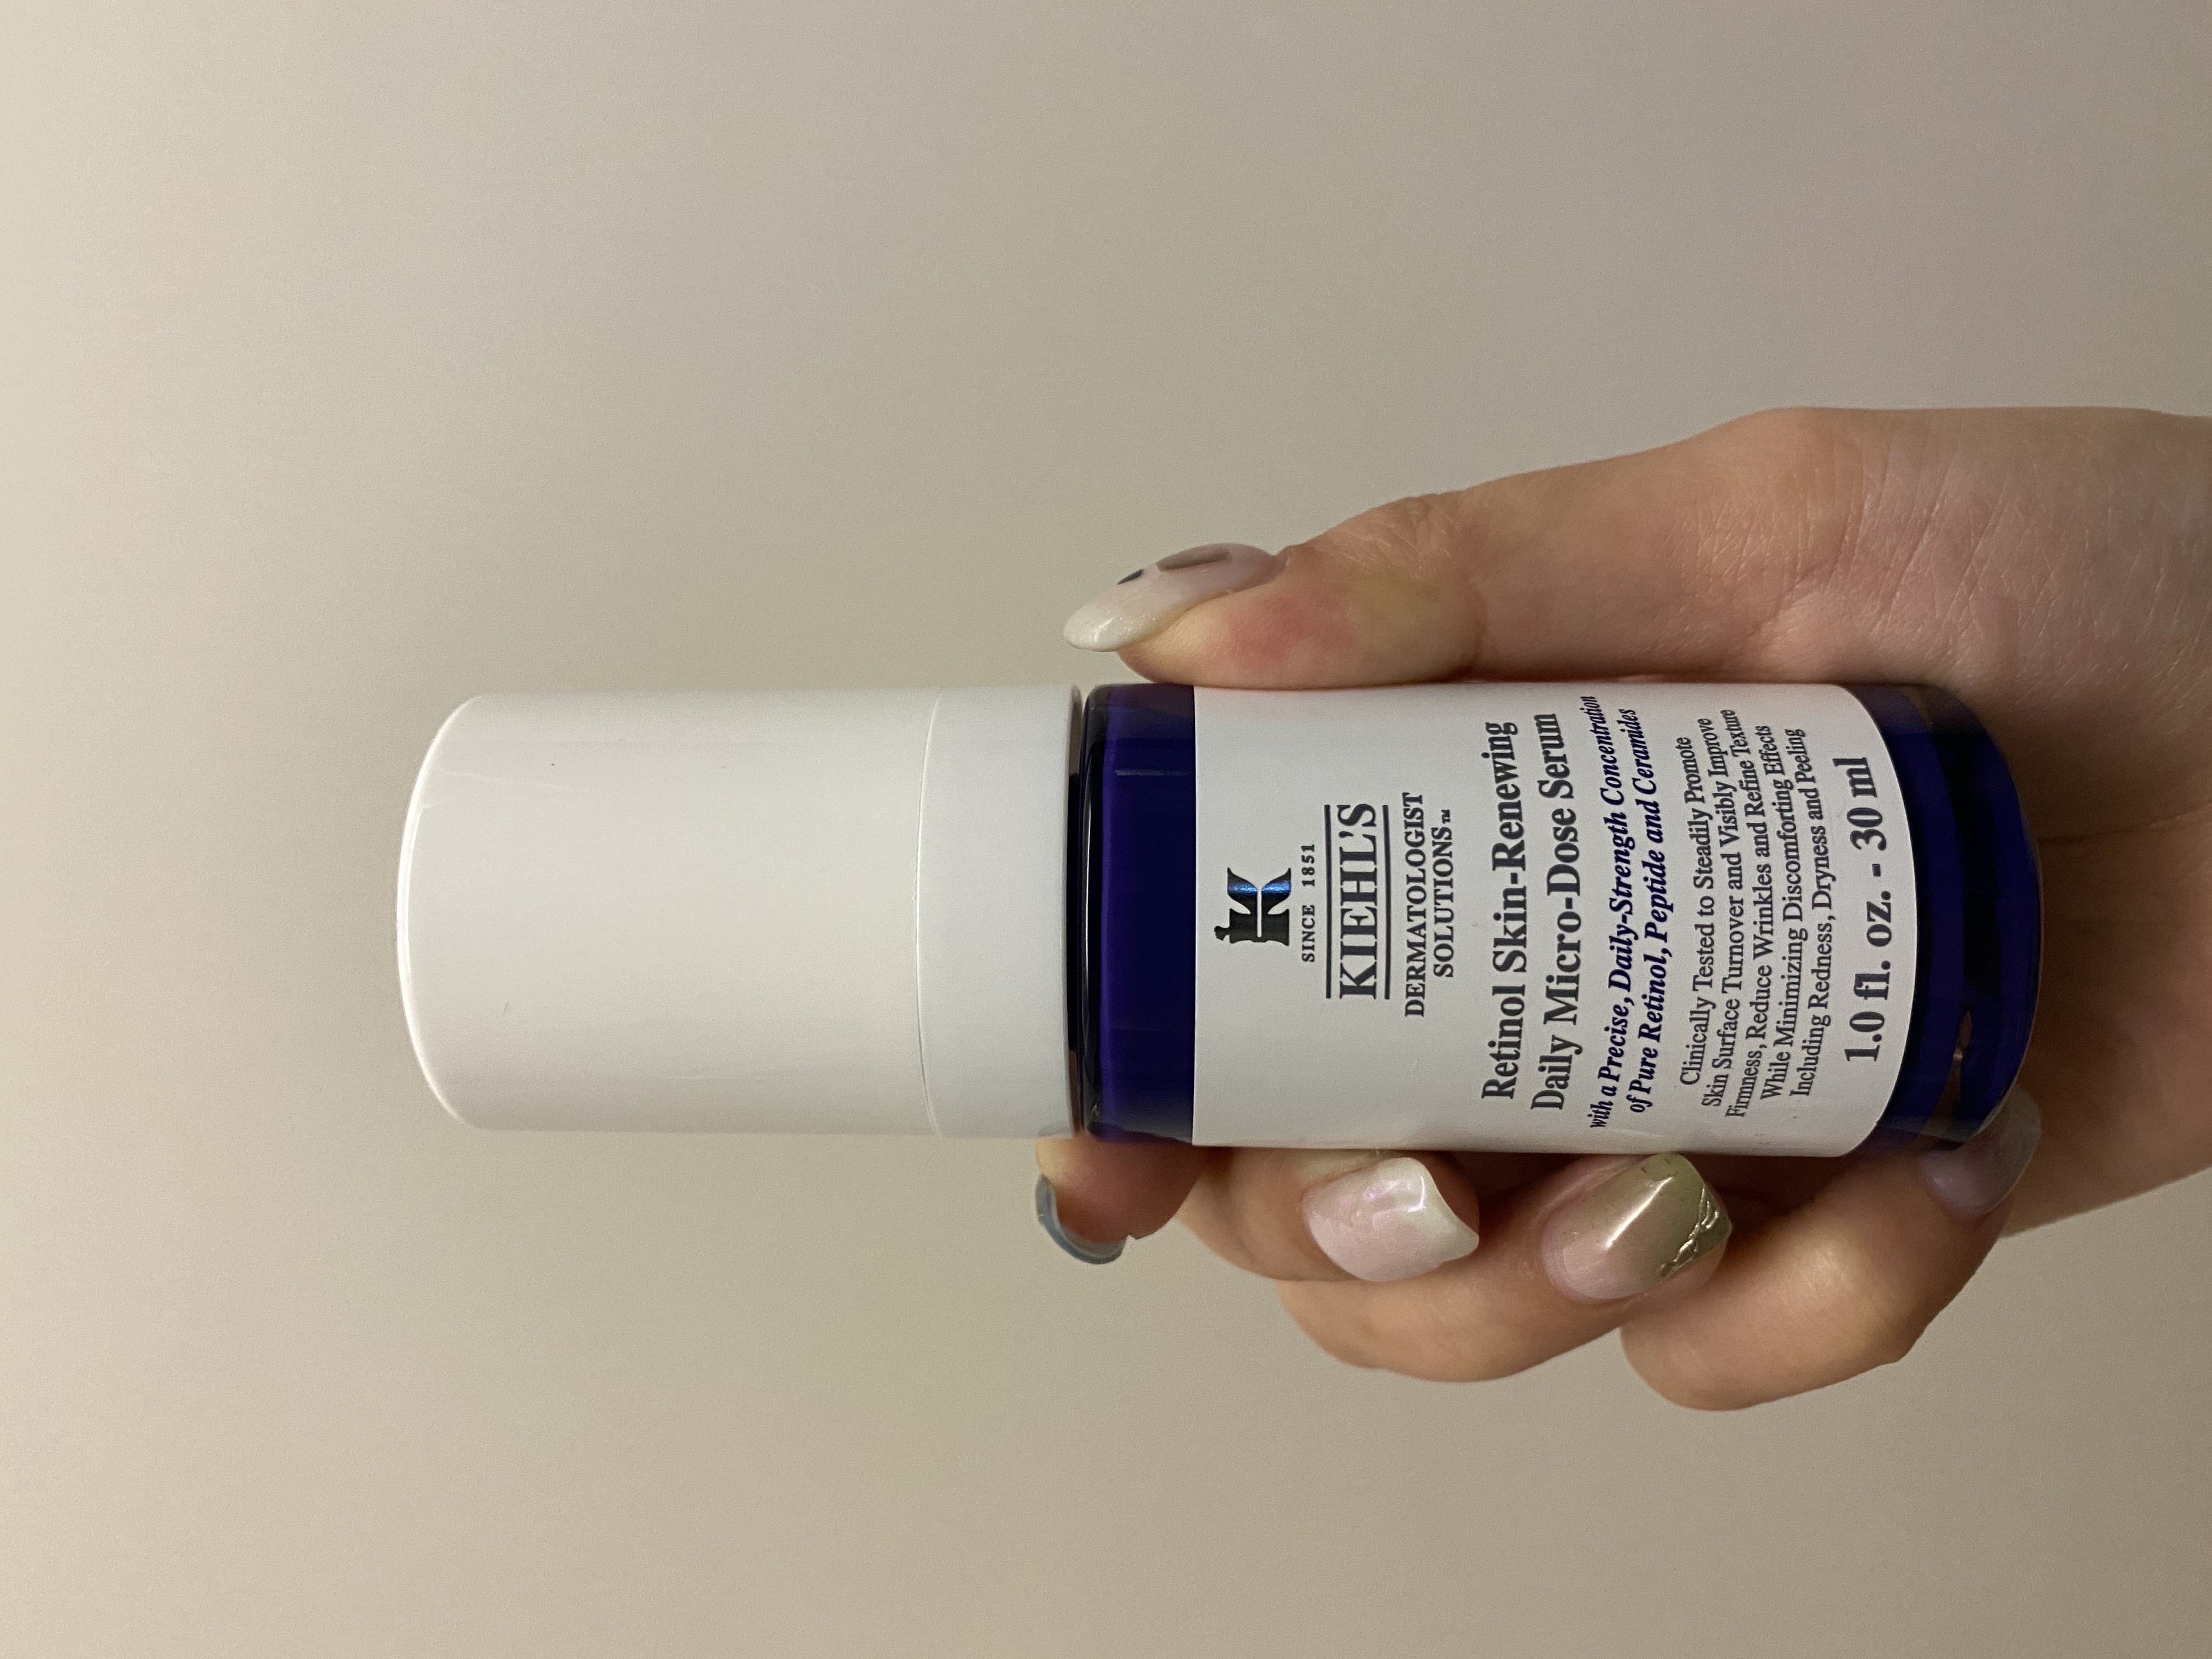 K
SINCE 1851
KIEHL'S
DERMATOLOGIST
SOLUTIONS™
Retinol Skin-Renewing
Daily Micro-Dose Serum
with a Precise, Daily-Strength Concentration
of Pure Retinol, Peptide and Ceramides
Clinically Tested to Steadily Promote
Skin Surface Turnover and Visibly Improve
Firmness, Reduce Wrinkles and Refine Texture
While Minimizing Discomforting Effects
Including Redness, Dryness and Peeling
1.0 fl. oz. - 30 ml